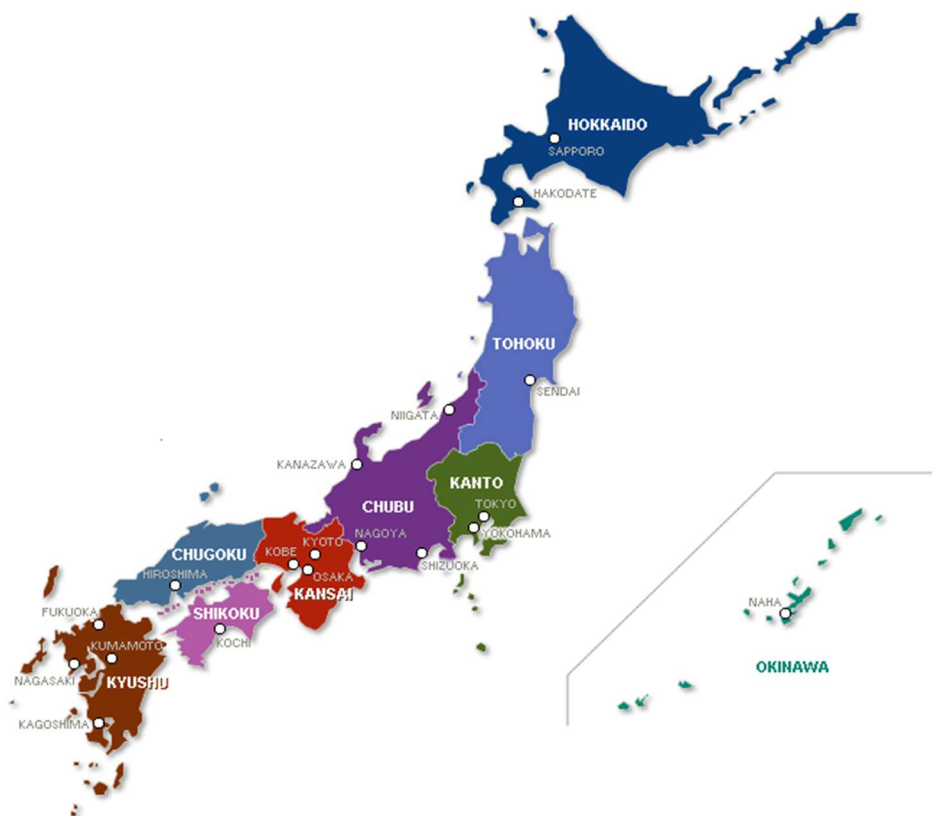 HOKKAIDO
SAPPORO
HAKODATE
TOHOKU
SENDAI
NIIGATA
KANAZAWA
KANTO
TOKYO
YOKOHAMA
CHUBU
NAGOYA
SHIZUOKA
CHUGOKU
HIROSHIMA
KYOTO
KOBE
OSAKA
KANSAI
SHIKOKU
KOCHI
FUKUOKA
KUMAMOTO
NAGASAKI
KYUSHU
KAGOSHIMA
NAHA
OKINAWA